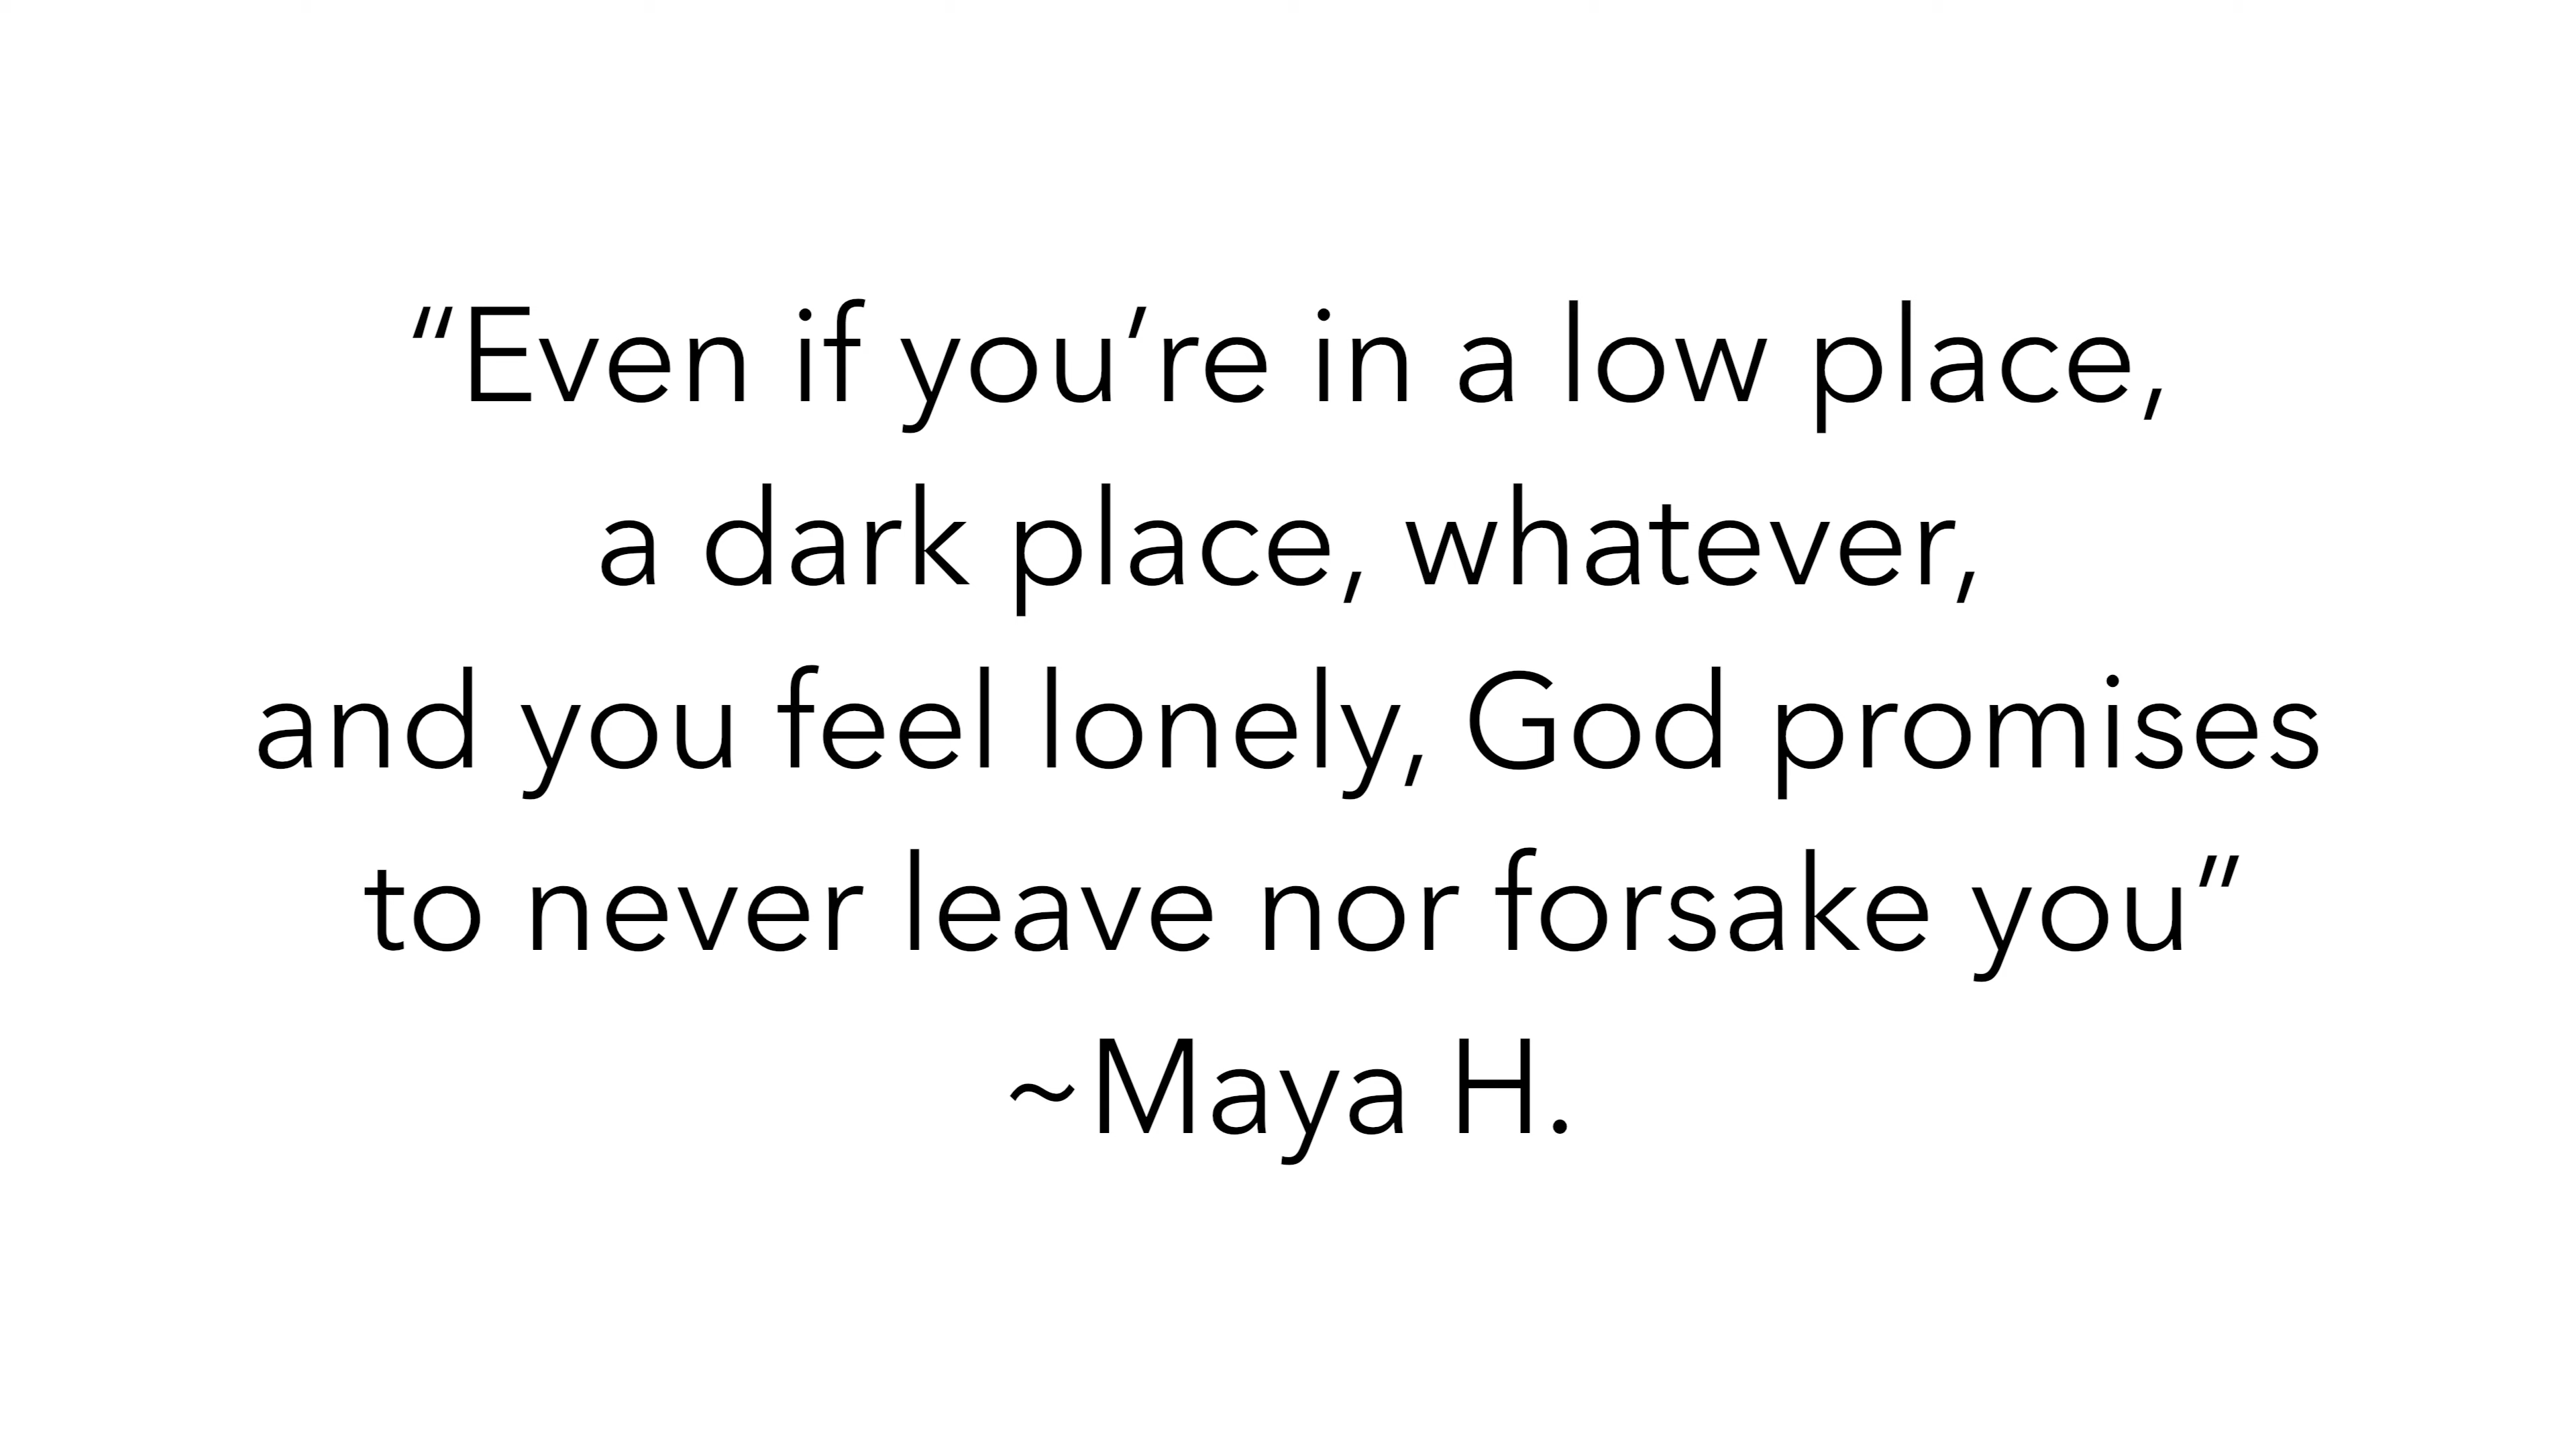 “Even if you’re in a low place,
a dark place, whatever,
and you feel lonely, God promises
to never leave nor forsake you”
~Maya H.